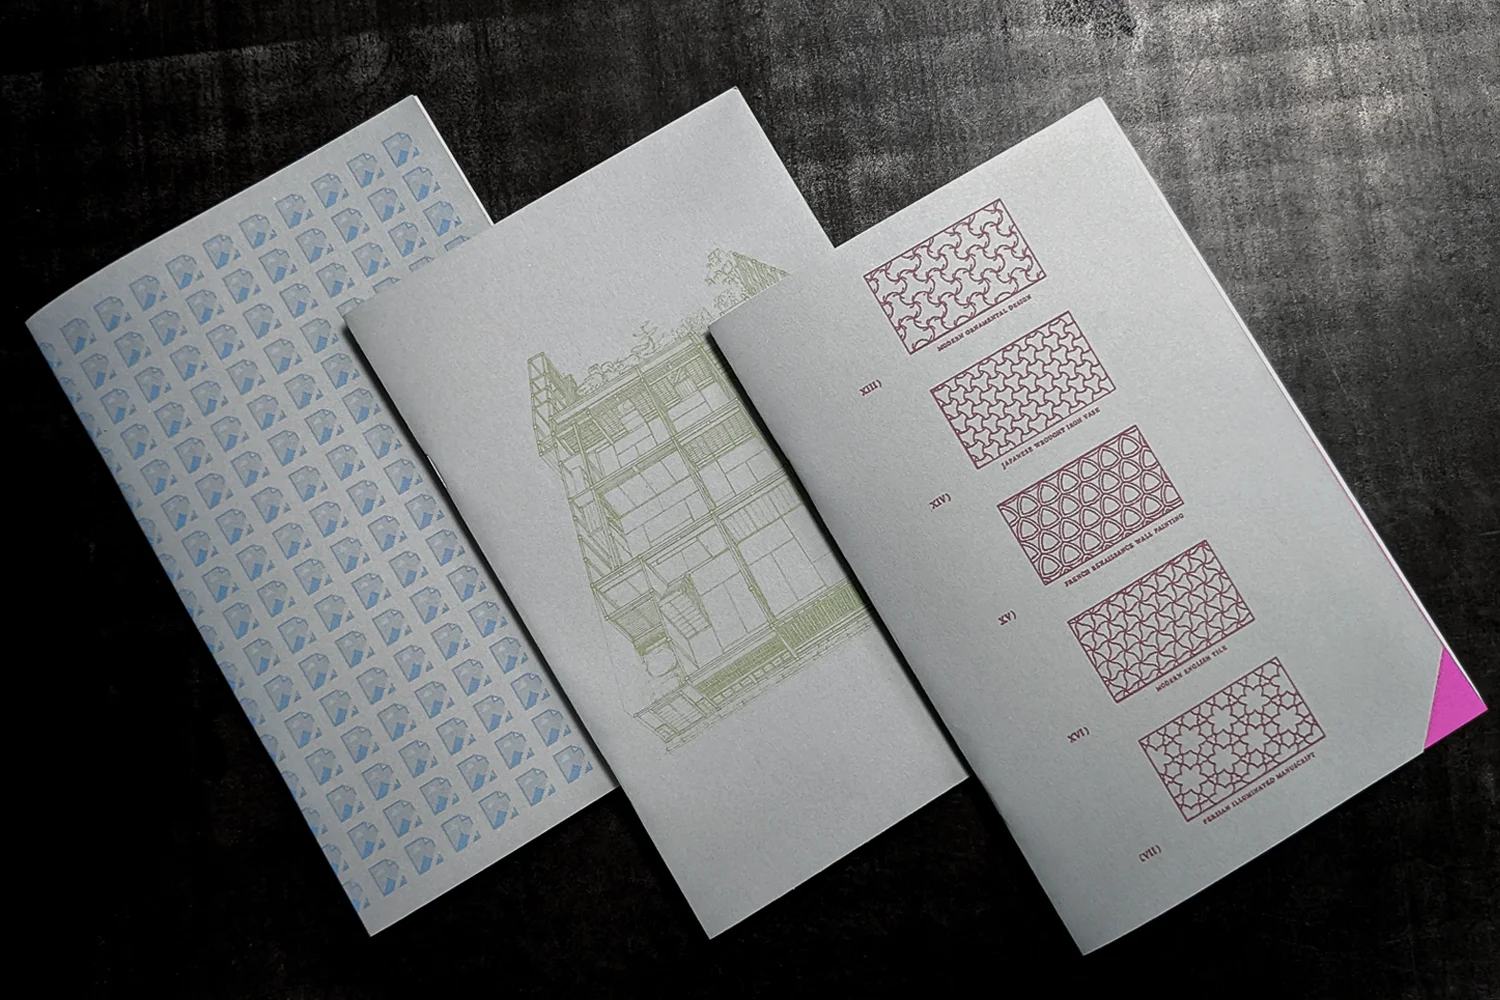 MODERN ORNAMENTAL DESIGN
XIII)
JAPANESE WROUGHT IRON VASE
XIV)
FRENCH RENAISSANCE WALL PAINTING
XV)
MODERN ENGLISH TILE
XVI)
PERSIAN ILLUMINATED MANUSCRIPT
(VII)